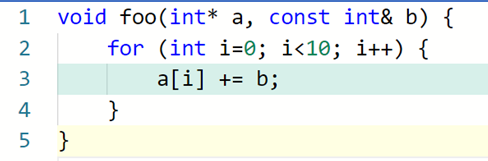 1 void foo(int* a, const int& b) {
2     for (int i=0; i<10; i++) {
3         a[i] += b;
4     }
5 }